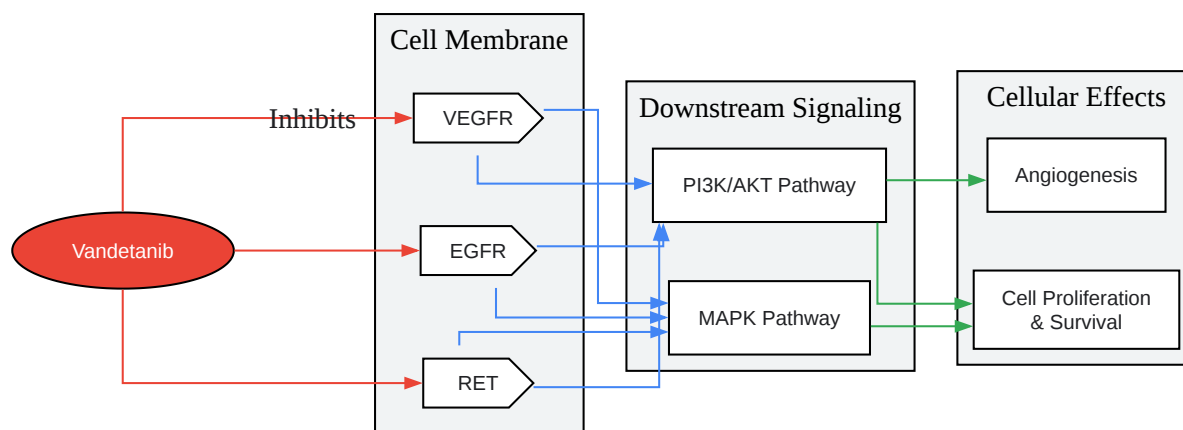 Cell Membrane
Downstream Signaling
Cellular Effects
Inhibits
VEGFR
PI3K/AKT Pathway
Angiogenesis
Vandetanib
EGFR
MAPK Pathway
Cell Proliferation
& Survival
RET